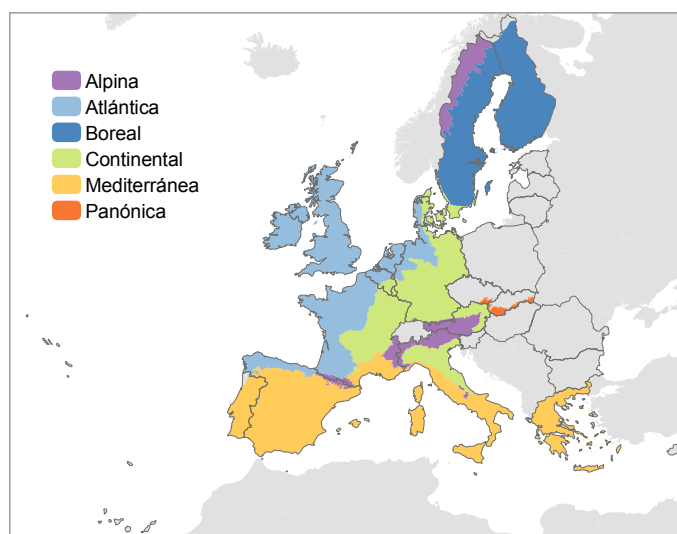 Alpina
Atlántica
Boreal
Continental
Mediterránea
Panónica